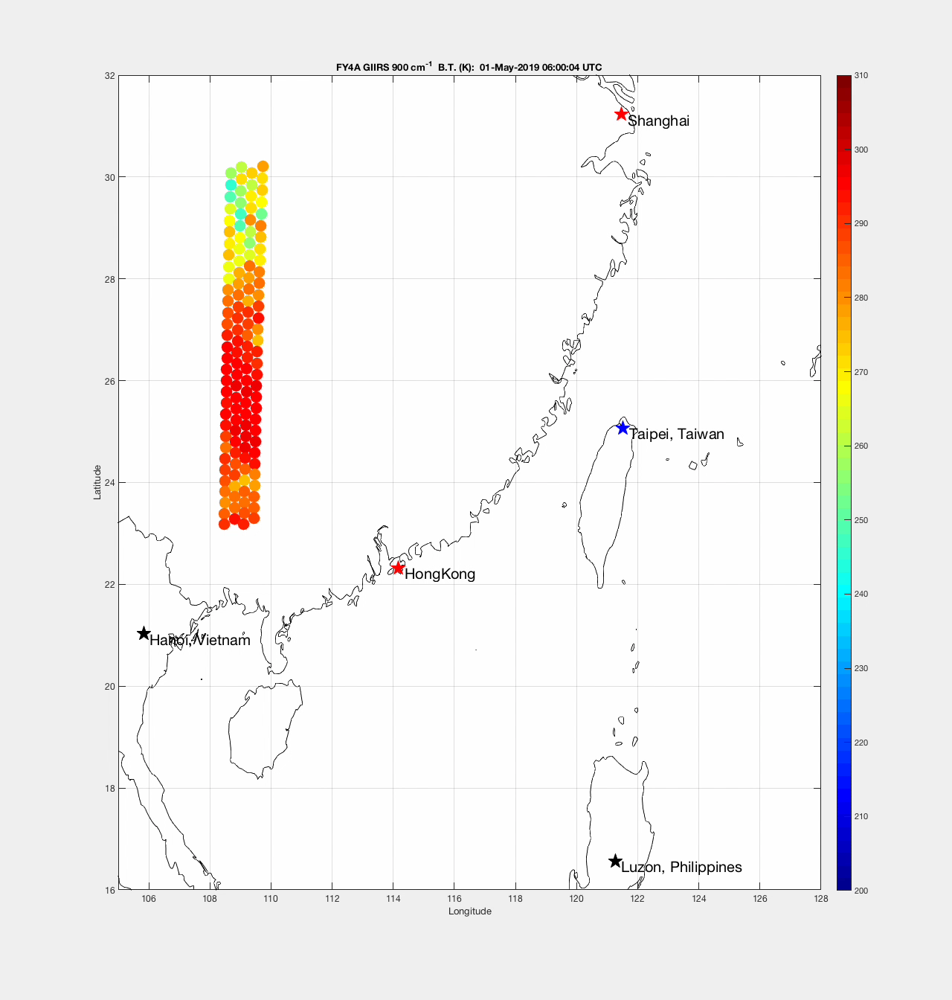 FY4A GIIRS 900 cm-1 B.T. (K): 01-May-2019 06:00:04 UTC
32
30
28
26
24
22
20
18
16
Latitude
Shanghai
Taipei, Taiwan
HongKong
Hanoi, Vietnam
Luzon, Philippines
106 108 110 112 114 116 118 120 122 124 126 128
Longitude
310
300
290
280
270
260
250
240
230
220
210
200